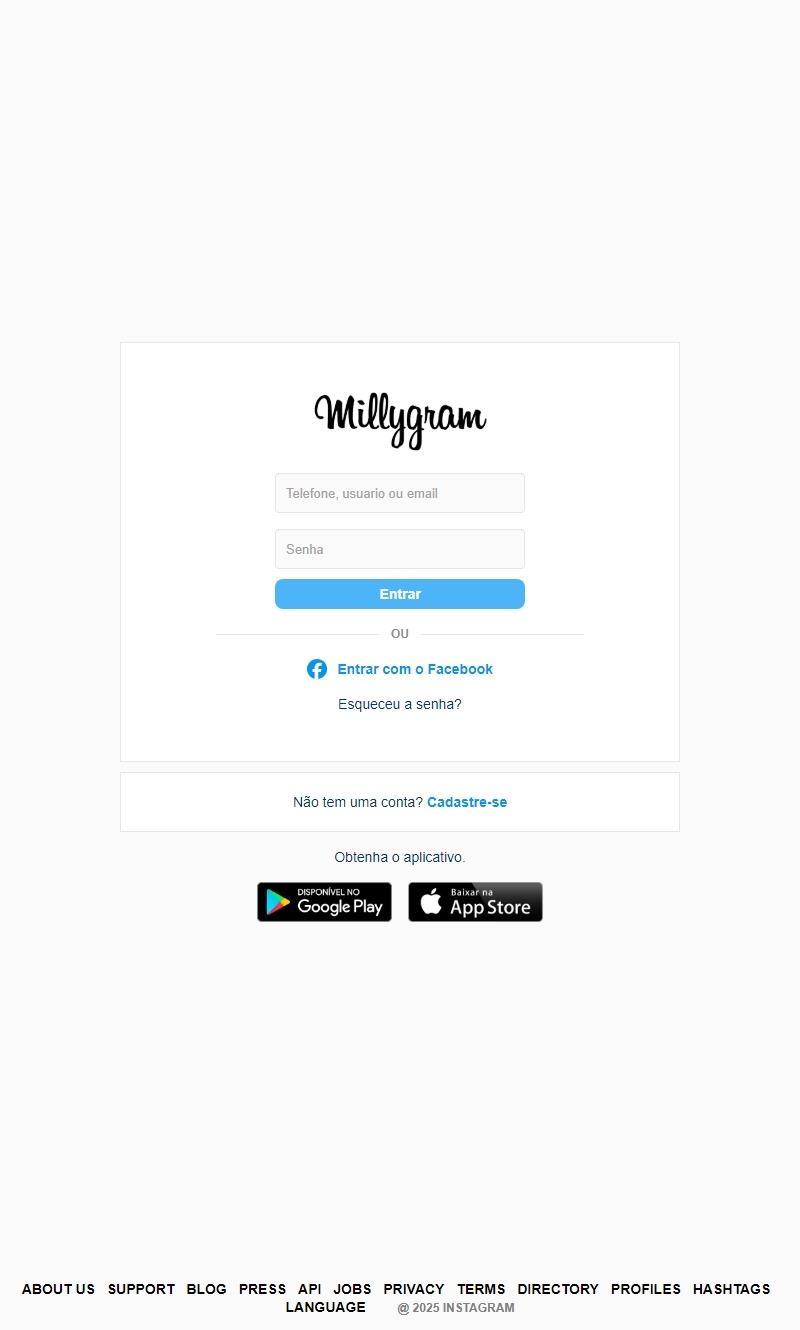 Millygram
Telefone, usuario ou email
Senha
Entrar
OU
Entrar com o Facebook
Esqueceu a senha?
Não tem uma conta? Cadastre-se
Obtenha o aplicativo.
DISPONÍVEL NO
Google Play
Baixar na
App Store
ABOUT US SUPPORT BLOG PRESS API JOBS PRIVACY TERMS DIRECTORY PROFILES HASHTAGS
LANGUAGE @ 2025 INSTAGRAM